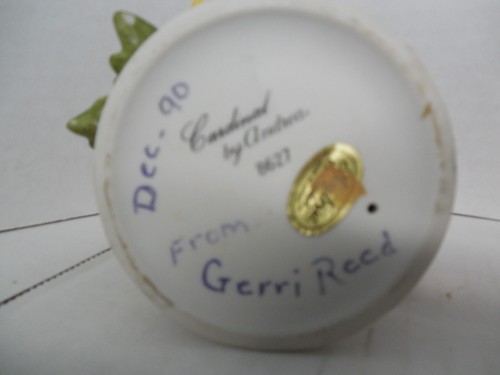 Dec. 90
Cardinal
by Andrea
8627
From
Gerri Reed